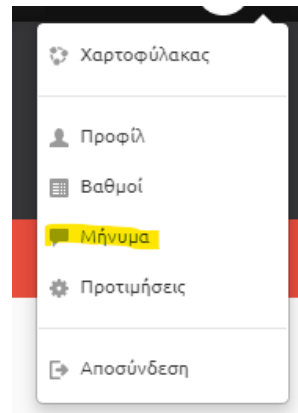 Χαρτοφύλακας
Προφίλ
Βαθμοί
Μήνυμα
Προτιμήσεις
Αποσύνδεση